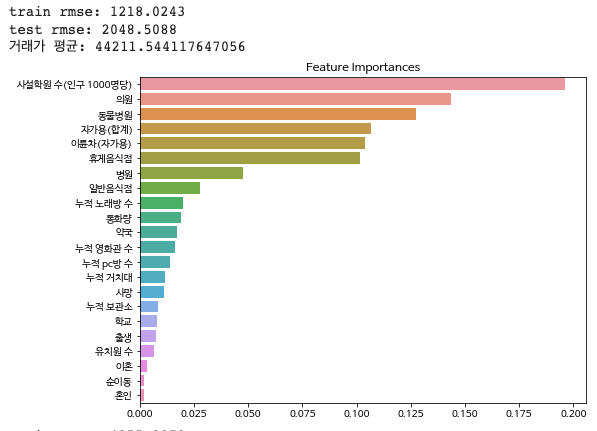 train rmse: 1218.0243
test rmse: 2048.5088
거래가 평균: 44211.544117647056
Feature Importances
사설학원 수(인구 1000명당)
의원
동물병원
자가용(합계)
이륜차(자가용)
휴게음식점
병원
일반음식점
누적 노래방 수
통화량
약국
누적 영화관 수
누적 pc방 수
누적 거치대
사망
누적 보관소
학교
출생
유치원 수
이혼
순이동
혼인
0.000 0.025 0.050 0.075 0.100 0.125 0.150 0.175 0.200